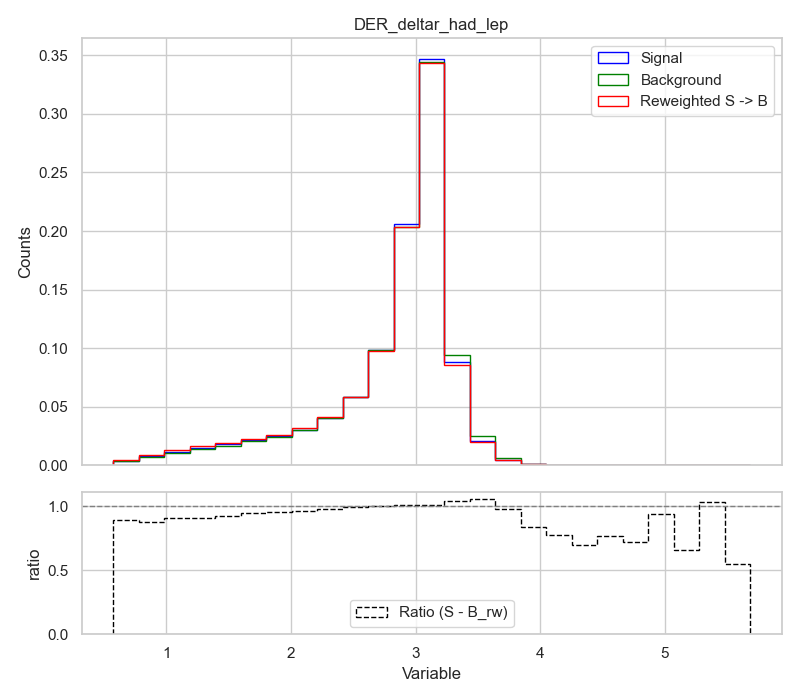 DER_deltar_had_lep
0.35
0.30
0.25
0.20
0.15
0.10
0.05
0.00
Counts
Signal
Background
Reweighted S -> B
1.0
0.5
0.0
ratio
Ratio (S - B_rw)
1 2 3 4 5
Variable